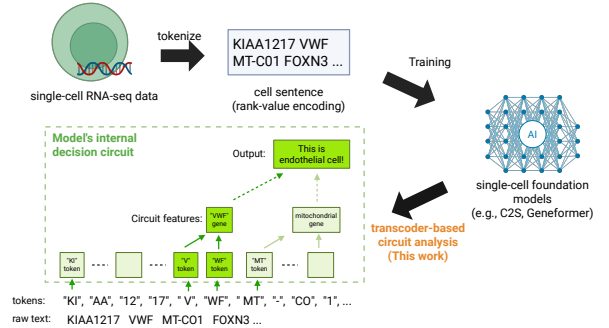 tokenize
KIAA1217 VWF
MT-C01 FOXN3 ...
Training
single-cell RNA-seq data
cell sentence
(rank-value encoding)
AI
single-cell foundation
models
(e.g., C2S, Geneformer)
transcoder-based
circuit analysis
(This work)
Model's internal
decision circuit
Output:
This is
endothelial cell!
Circuit features:
"VWF"
gene
mitochondrial
gene
"KI"
token
"V"
token
"WF"
token
"MT"
token
tokens: "KI", "AA", "12", "17", " V", "WF", " MT", "-", "CO", "1", ...
raw text: KIAA1217 VWF MT-CO1 FOXN3 ...